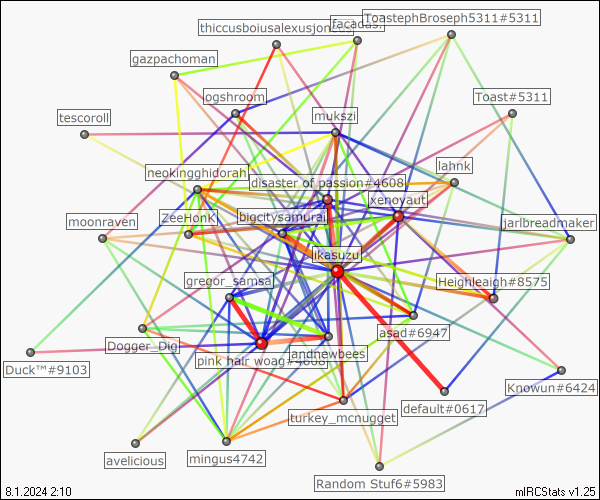 ToastephBroseph5311#5311
facadas.
gazpachoman
ogshroom
Toast#5311
tescoroll
mukszi
lahnk
neokingghidorah
disaster of passion#4608
xenoyaut
moonraven
ZeeHonK
bigcitysamurai
jarlbreadmaker
likasuzu
gregor_samsa
Heighleaigh#8575
asad#6947
Dogger_Dig
andnewbees
pink hair woag#4608
Duck™#9103
Knowun#6424
default#0617
turkey_mcnugget
avelicious
mingus4742
Random Stuf6#5983
8.1.2024 2:10
mIRCStats v1.25